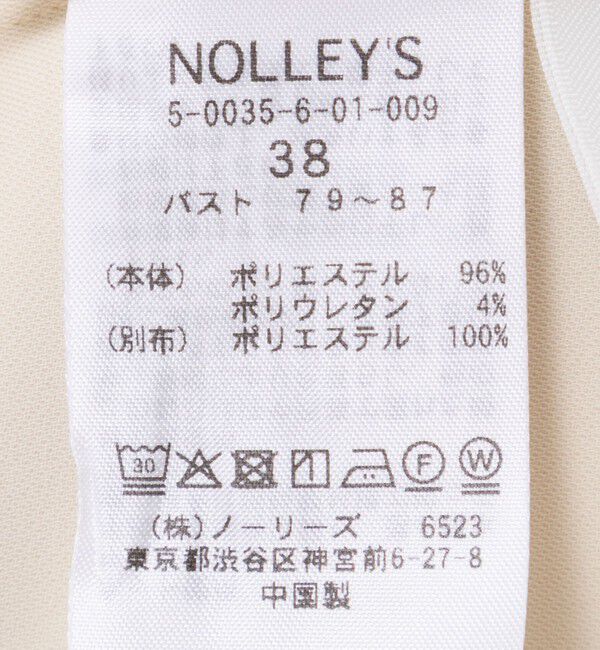 NOLLEY'S
5-0035-6-01-009
38
バスト 79~87
(本体) ポリエステル 96%
ポリウレタン 4%
(別布) ポリエステル 100%
30 F W
(株)ノーリーズ 6523
東京都渋谷区神宮前6-27-8
中国製